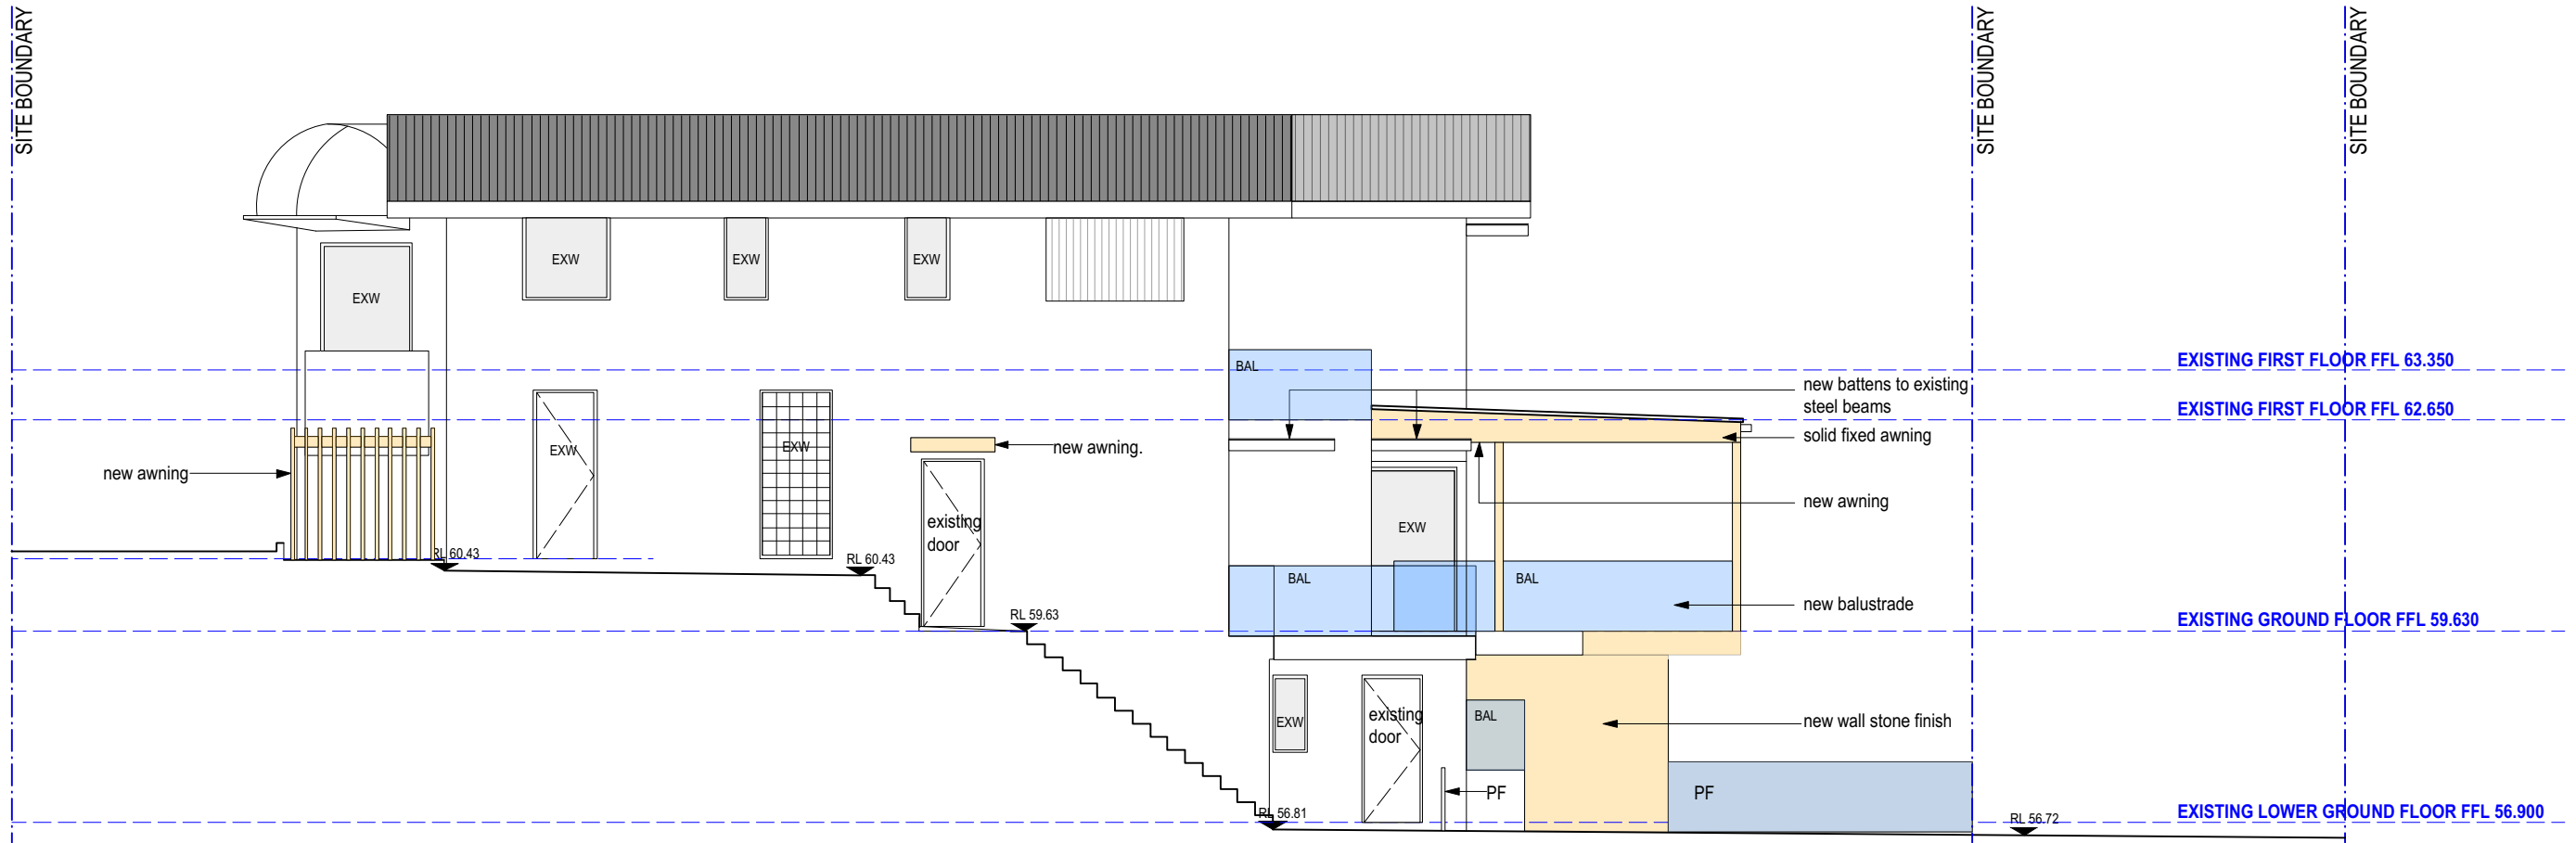 SITE BOUNDARY
SITE BOUNDARY
SITE BOUNDARY
EXW
EXW
EXW
EXW
EXISTING FIRST FLOOR FFL 63.350
BAL
new battens to existing
steel beams
EXISTING FIRST FLOOR FFL 62.650
solid fixed awning
EXW
EXW
new awning.
new awning
new awning
existing
door
EXW
RL 60.43
RL 60.43
BAL
BAL
RL 59.63
new balustrade
EXISTING GROUND FLOOR FFL 59.630
EXW
existing
door
BAL
new wall stone finish
PF
PF
RL 56.81
EXISTING LOWER GROUND FLOOR FFL 56.900
RL 56.72